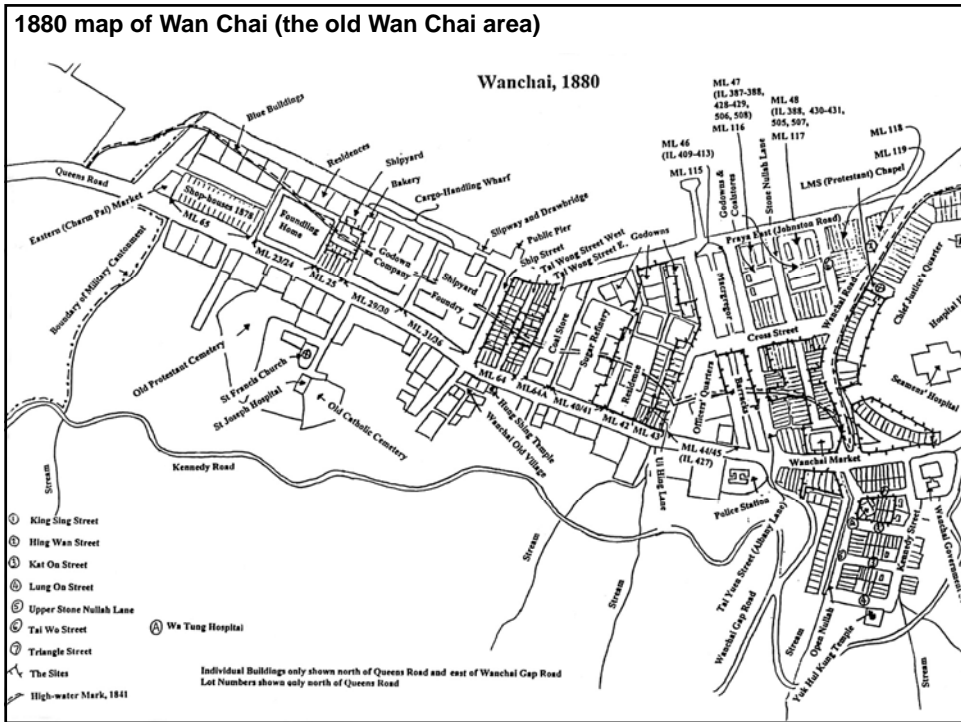 1880 map of Wan Chai (the old Wan Chai area)
Wanchai, 1880
Blue Buildings
Residences
Shipyard
Bakery
Cargo-Handling Wharf
Slipway and Drawbridge
Public Pier
Ship Street
Tai Wong Street West
Tai Wong Street E.
Godowns
ML 46
(IL 409-413)
ML 115
ML 47
(IL 387-388,
428-429,
506, 508)
ML 116
Godowns &
Coalstores
Stone Nullah Lane
ML 48
(IL 388, 430-431,
505, 507,
ML 117
ML 118
ML 119
LMS (Protestant) Chapel
Queens Road
Eastern (Charm Pai) Market
Shop-houses 1878
ML 65
Foundling
Home
ML 23/24
ML 25
Godown
Company
ML 29/30
Shipyard
Foundry
ML 31/36
Coal Store
Sugar Refinery
Residence
Macgregor
Praya East (Johnston Road)
Wanchai Road
Chief Justice's Quarter
Cross Street
Hospital H
Seamens' Hospital
Boundary of Military Cantonment
Old Protestant Cemetery
St Francis Church
St Joseph Hospital
Old Catholic Cemetery
ML 64
ML64A
ML 40/41
ML 42
ML 43
Hung Shing Temple
Wanchai Old Village
Officers' Quarters
Barracks
ML 44/45
(IL 427)
Wanchai Market
Ui Hing Lane
Police Station
Kennedy Road
Stream
Stream
Stream
Tai Yuen Street (Albany Lane)
Wanchai Gap Road
Stream
Open Nullah
Yuk Hui Kung Temple
Kennedy Street
Wanchai Government
Stream
1 King Sing Street
2 Hing Wan Street
3 Kat On Street
4 Lung On Street
5 Upper Stone Nullah Lane
6 Tai Wo Street
7 Triangle Street
The Sites
High-water Mark, 1841
A Wa Tung Hospital
Individual Buildings only shown north of Queens Road and east of Wanchai Gap Road
Lot Numbers shown only north of Queens Road